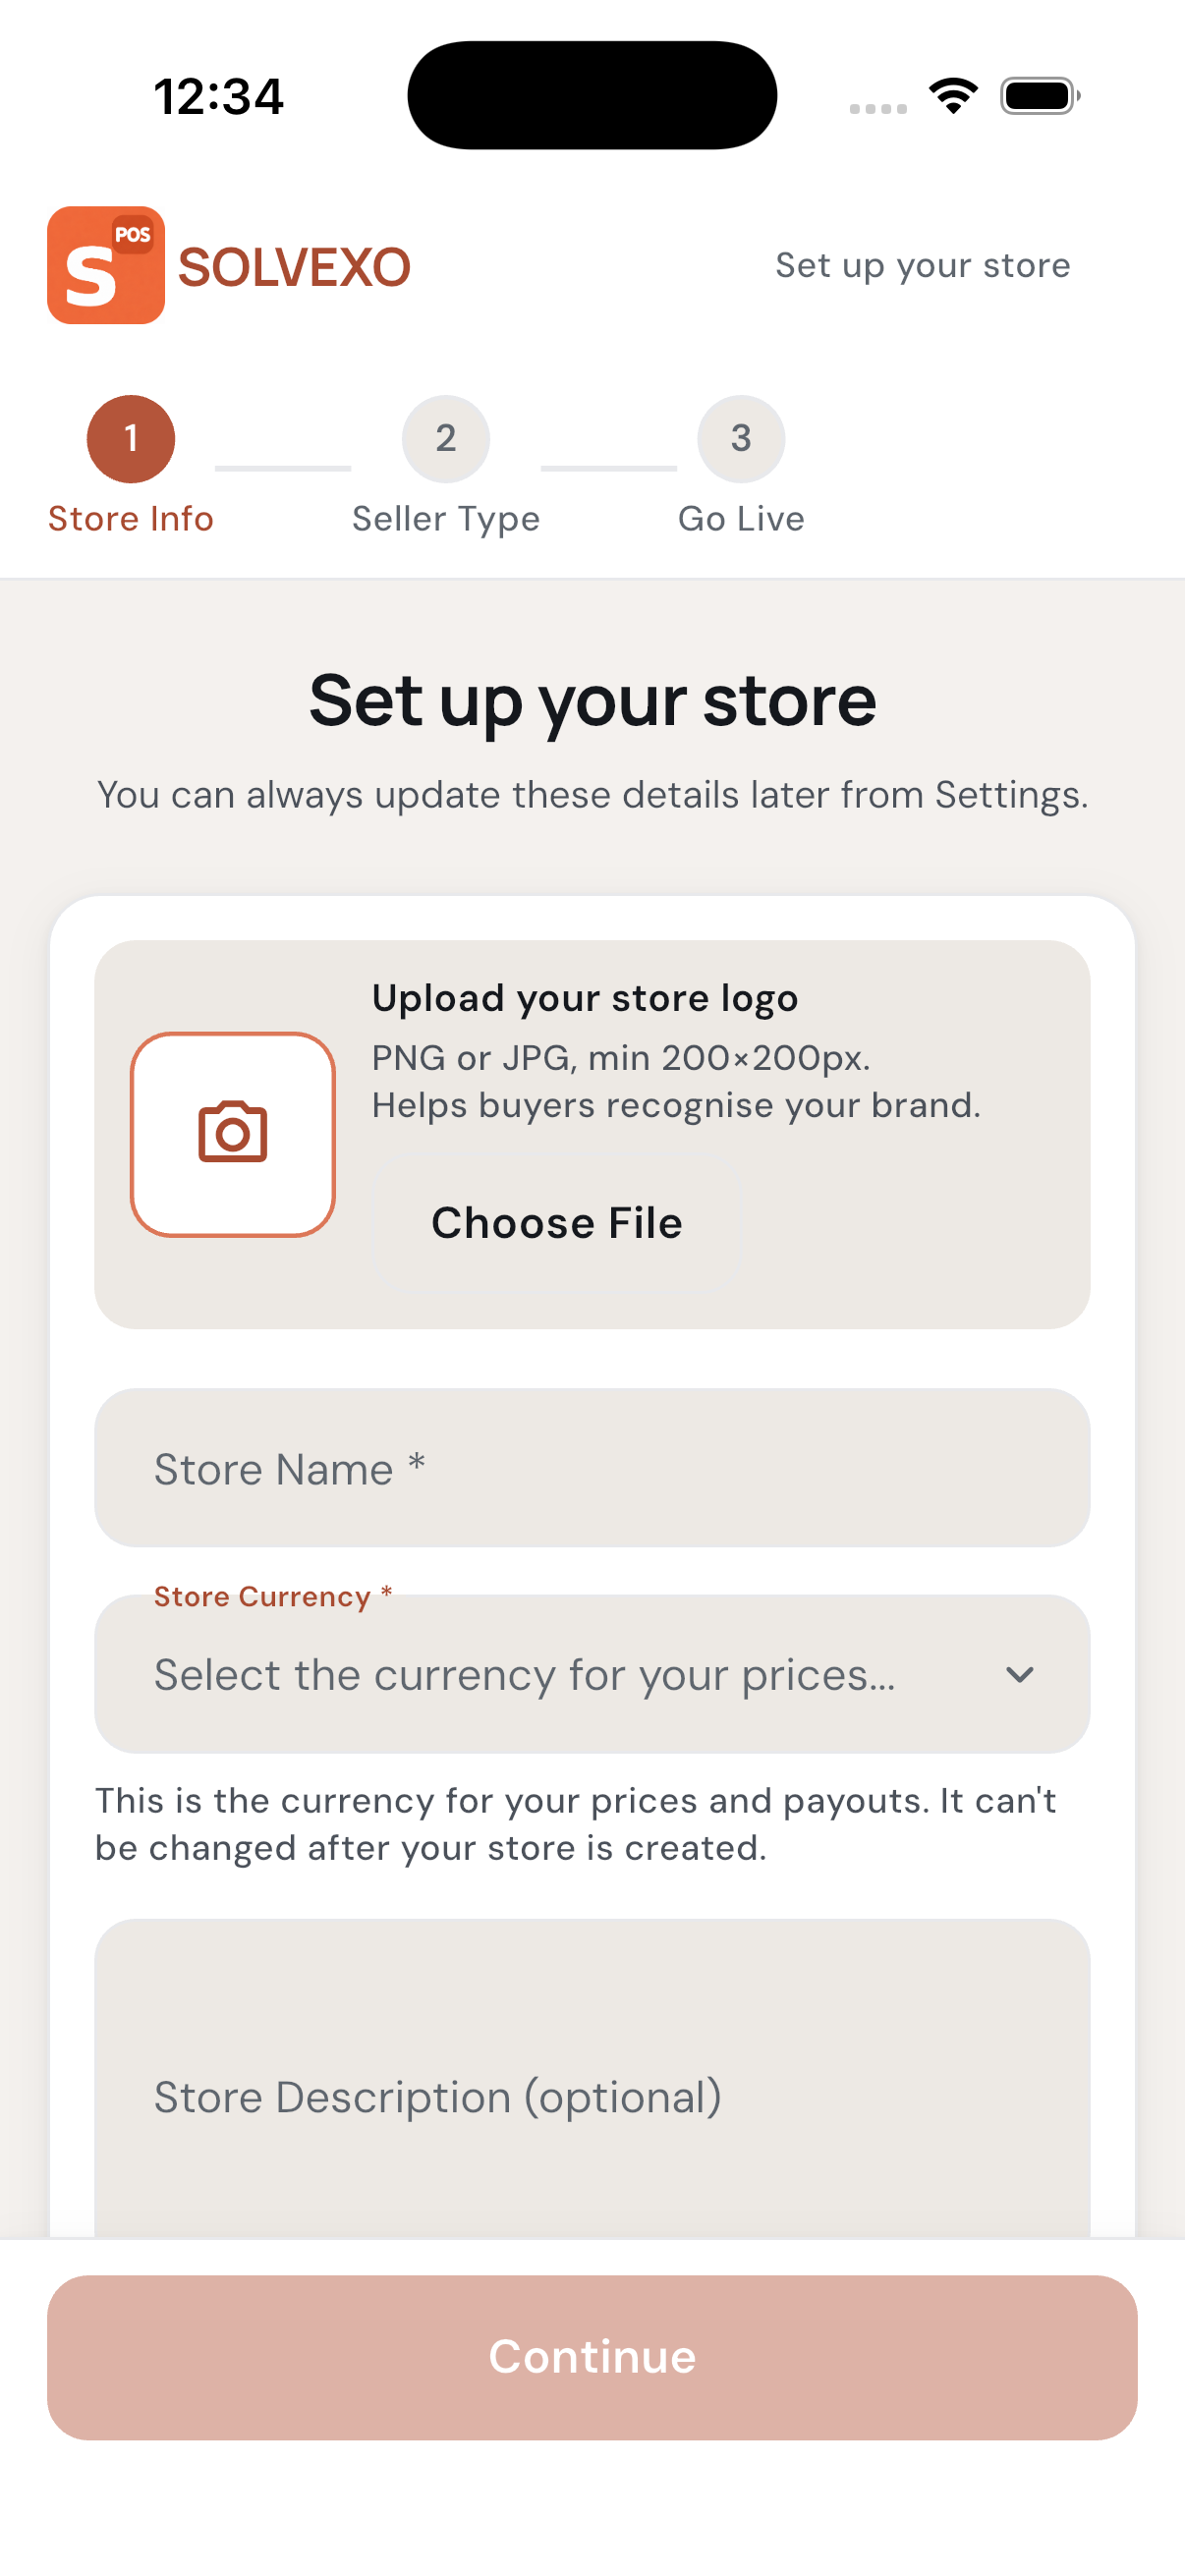 12:34
S POS SOLVEXO
Set up your store
1
2
3
Store Info
Seller Type
Go Live
Set up your store
You can always update these details later from Settings.
Upload your store logo
PNG or JPG, min 200×200px.
Helps buyers recognise your brand.
Choose File
Store Name *
Store Currency *
Select the currency for your prices...
This is the currency for your prices and payouts. It can't
be changed after your store is created.
Store Description (optional)
Continue